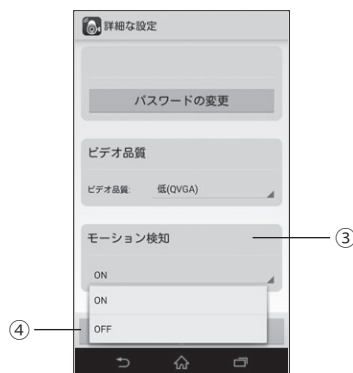 詳細な設定
パスワードの変更
ビデオ品質
ビデオ品質: 低(QVGA)
モーション検知
③
ON
ON
OFF
④